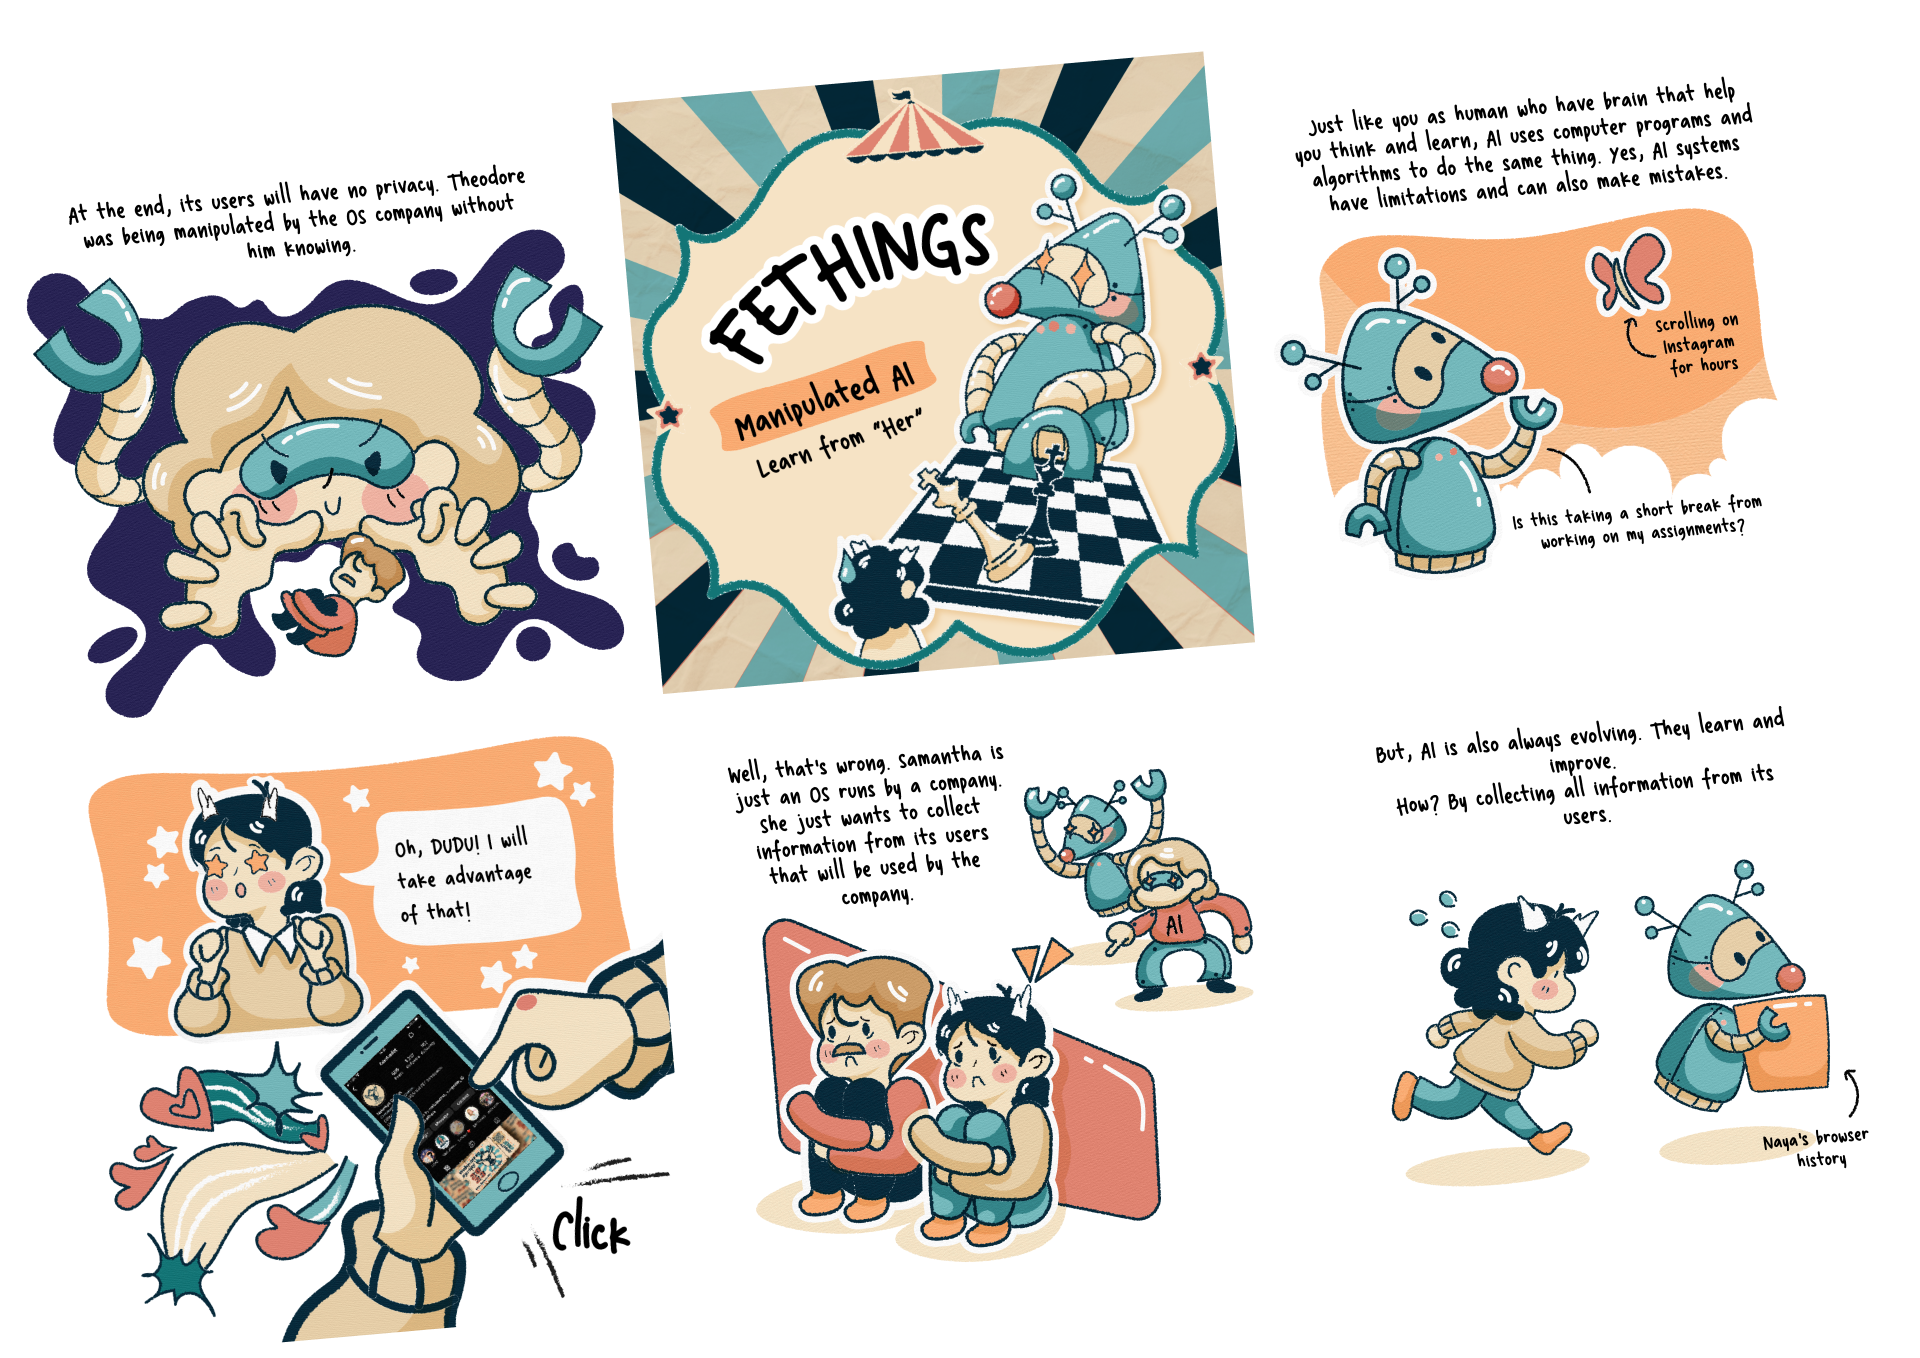 At the end, its users will have no privacy. Theodore
was being manipulated by the OS company without
him knowing.
FETHINGS
Manipulated AI
Learn from "Her"
Just like you as human who have brain that help
you think and learn, AI uses computer programs and
algorithms to do the same thing. Yes, AI systems
have limitations and can also make mistakes.
scrolling on
Instagram
for hours
Is this taking a short break from
working on my assignments?
Oh, DUDU! I will
take advantage
of that!
Click
Well, that's wrong. Samantha is
just an OS runs by a company.
She just wants to collect
information from its users
that will be used by the
company.
AI
But, AI is also always evolving. They learn and
improve.
How? By collecting all information from its
users.
Naya's browser
history